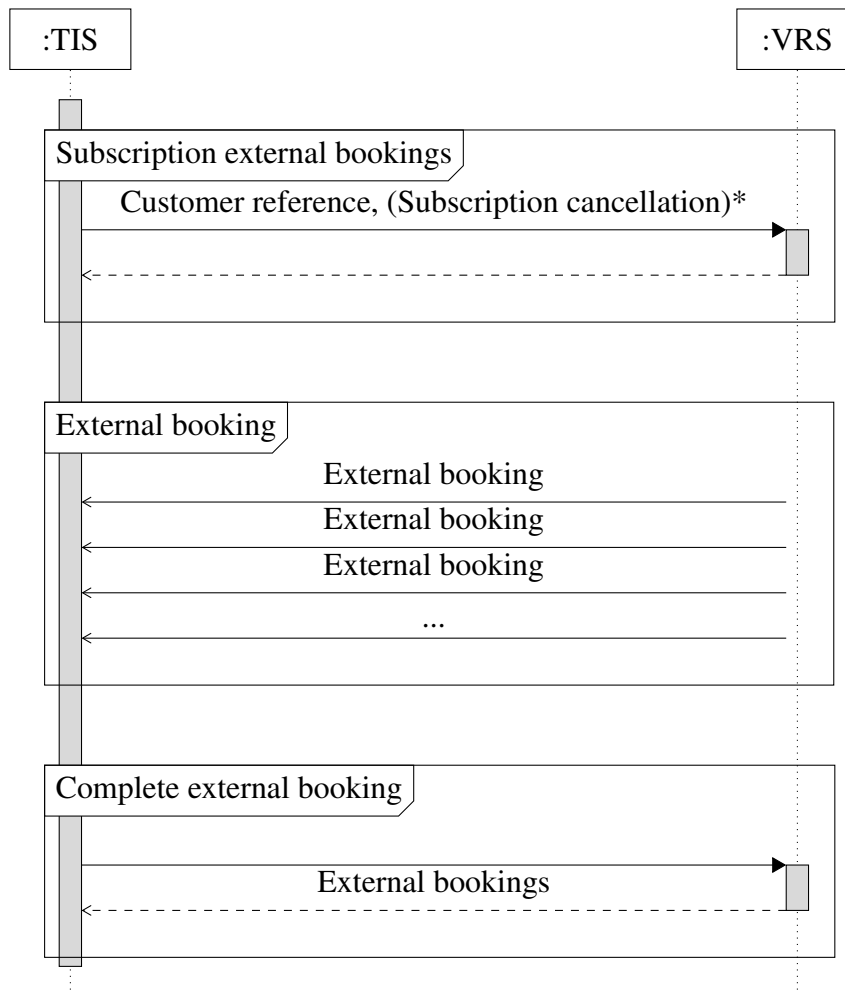 :TIS
:VRS
Subscription external bookings
Customer reference, (Subscription cancellation)*
External booking
External booking
External booking
External booking
...
Complete external booking
External bookings